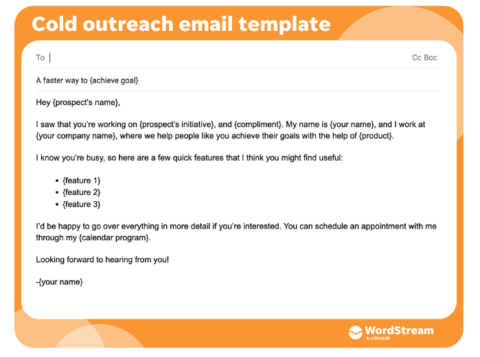 Cold outreach email template
To Cc Bcc
A faster way to {achieve goal}
Hey {prospect's name},
I saw that you're working on {prospect's initiative}, and {compliment}. My name is {your name}, and I work at
{your company name}, where we help people like you achieve their goals with the help of {product}.
I know you're busy, so here are a few quick features that I think you might find useful:
• {feature 1}
• {feature 2}
• {feature 3}
I'd be happy to go over everything in more detail if you're interested. You can schedule an appointment with me
through my {calendar program}.
Looking forward to hearing from you!
-{your name}
WordStream
by LOCALiQ